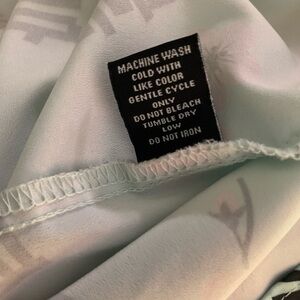 MACHINE WASH
COLD WITH
LIKE COLOR
GENTLE CYCLE
ONLY
DO NOT BLEACH
TUMBLE DRY
LOW
DO NOT IRON